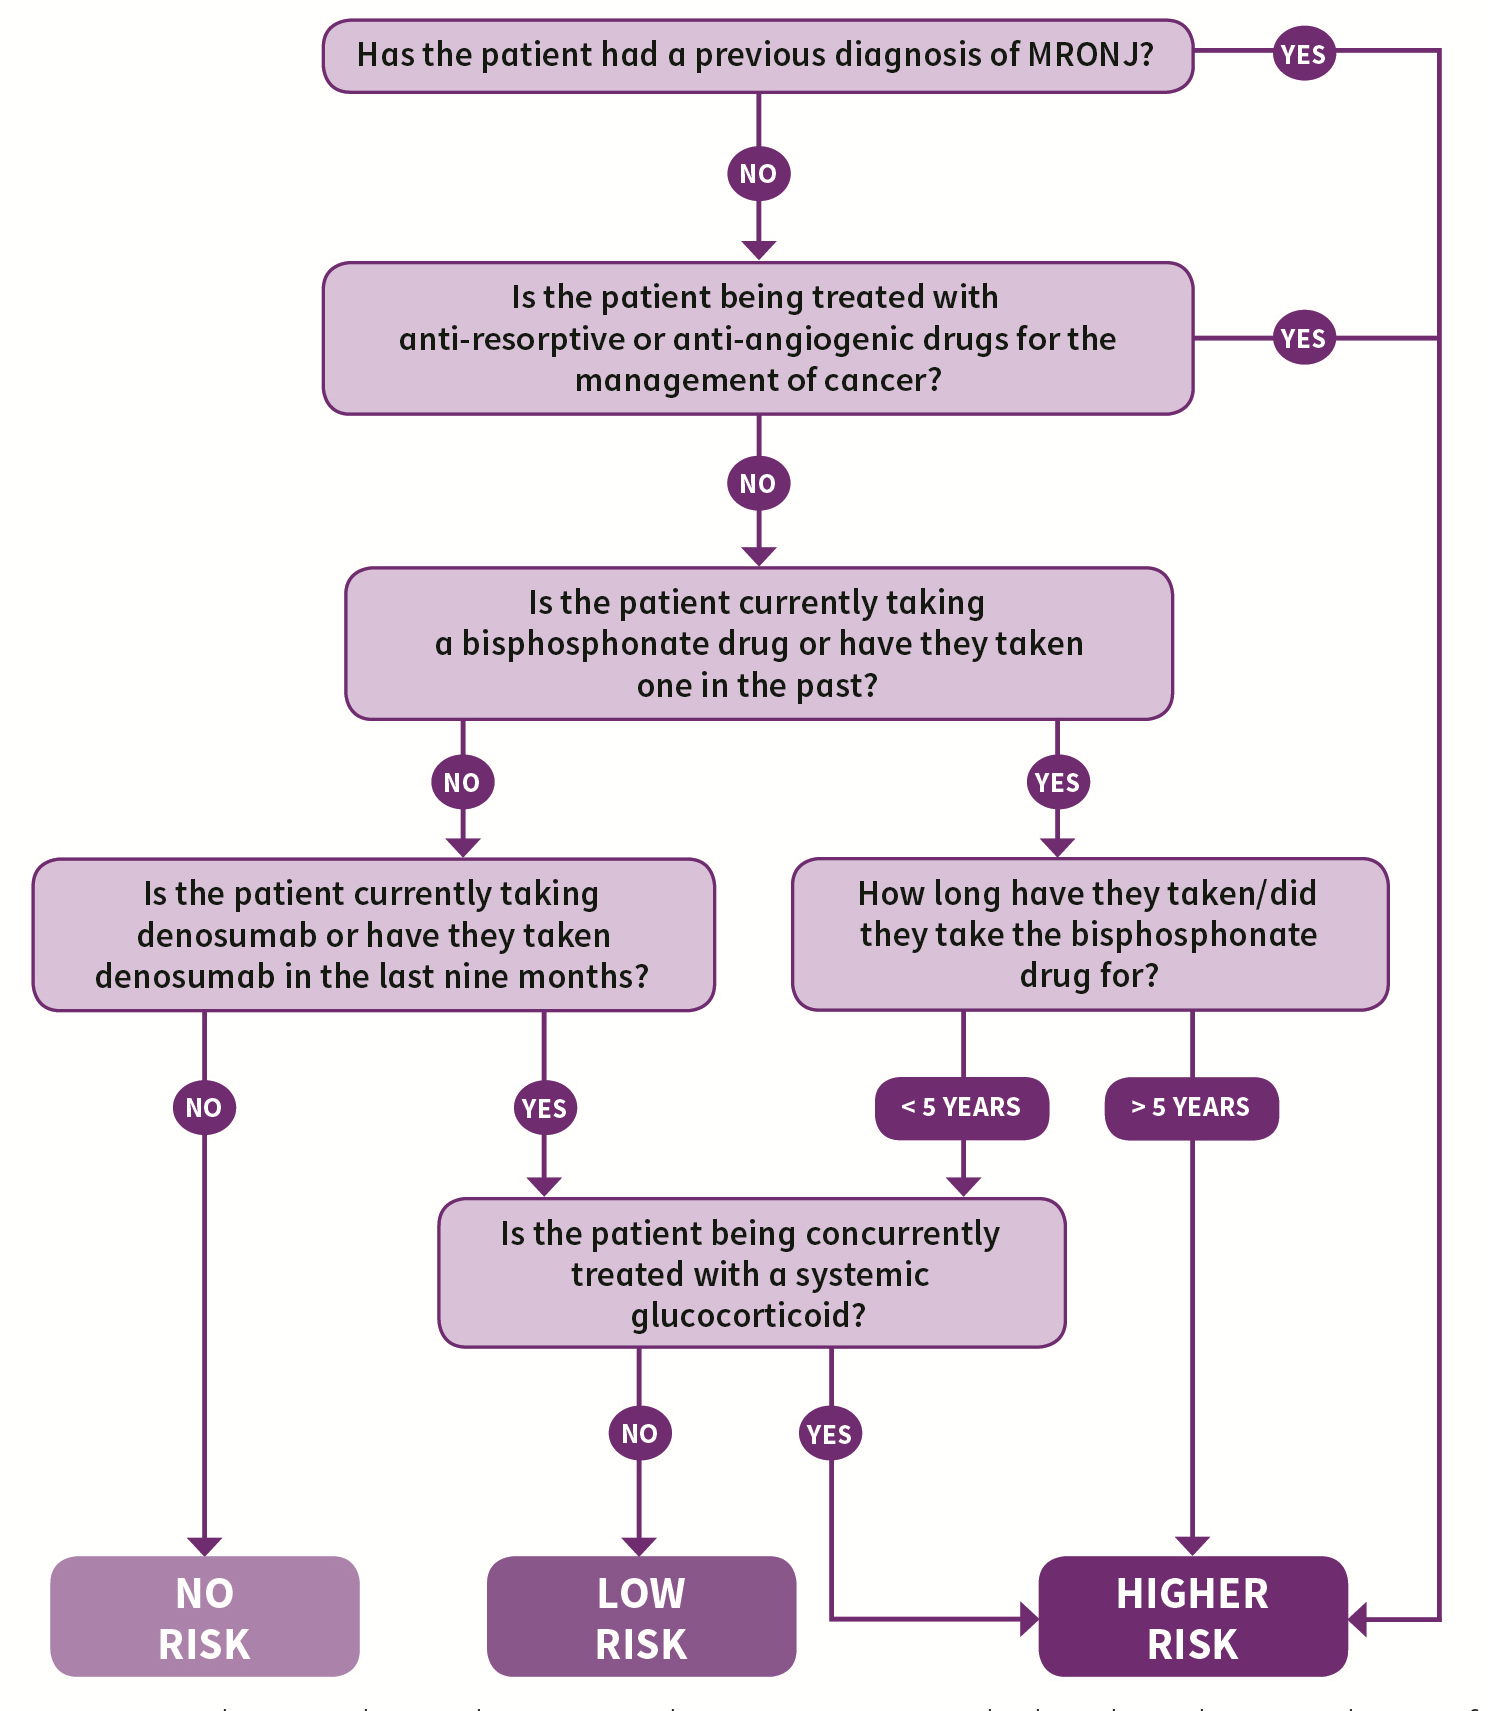 Has the patient had a previous diagnosis of MRONJ?
YES
NO
Is the patient being treated with
anti-resorptive or anti-angiogenic drugs for the
management of cancer?
YES
NO
Is the patient currently taking
a bisphosphonate drug or have they taken
one in the past?
NO
YES
Is the patient currently taking
denosumab or have they taken
denosumab in the last nine months?
How long have they taken/did
they take the bisphosphonate
drug for?
NO
YES
< 5 YEARS
> 5 YEARS
Is the patient being concurrently
treated with a systemic
glucocorticoid?
NO
YES
NO
RISK
LOW
RISK
HIGHER
RISK